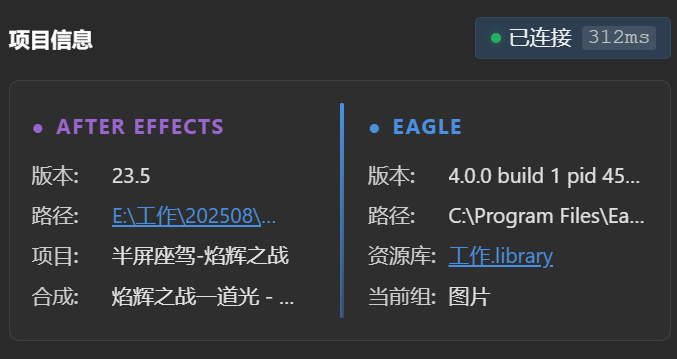 项目信息
已连接 312ms
AFTER EFFECTS
版本: 23.5
路径: E:\工作\202508\...
项目: 半屏座驾-焰辉之战
合成: 焰辉之战—道光 - ...
EAGLE
版本: 4.0.0 build 1 pid 45...
路径: C:\Program Files\Ea...
资源库: 工作.library
当前组: 图片